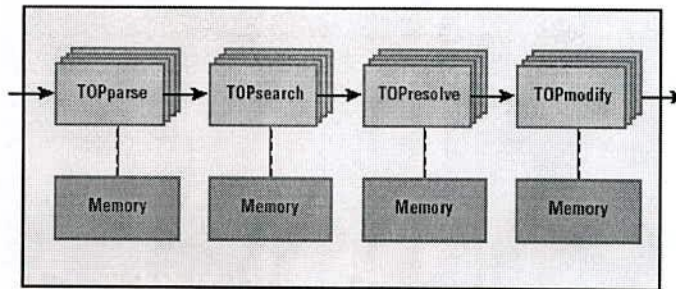 TOPparse
TOPsearch
TOPresolve
TOPmodify
Memory
Memory
Memory
Memory